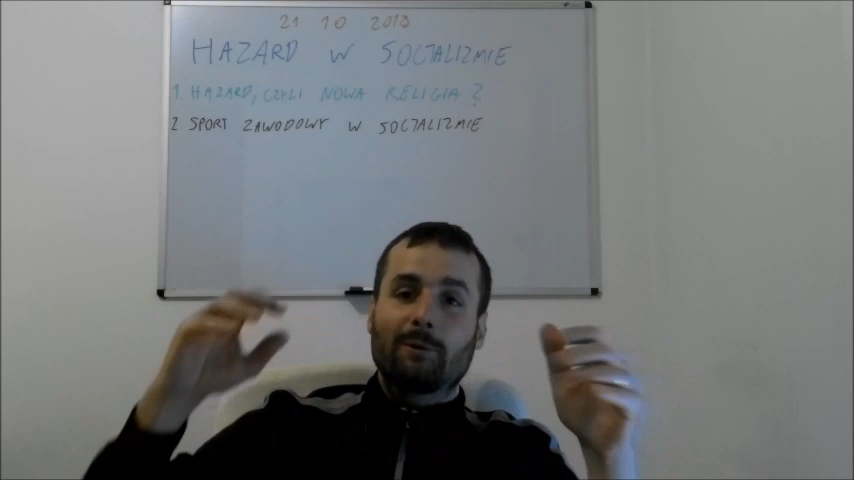 21 10 2013
HAZARD W SOCJALIZMIE
1. HAZARD, CZYLI NOWA RELIGIA?
2. SPORT ZAWODOWY W SOCJALIZMIE